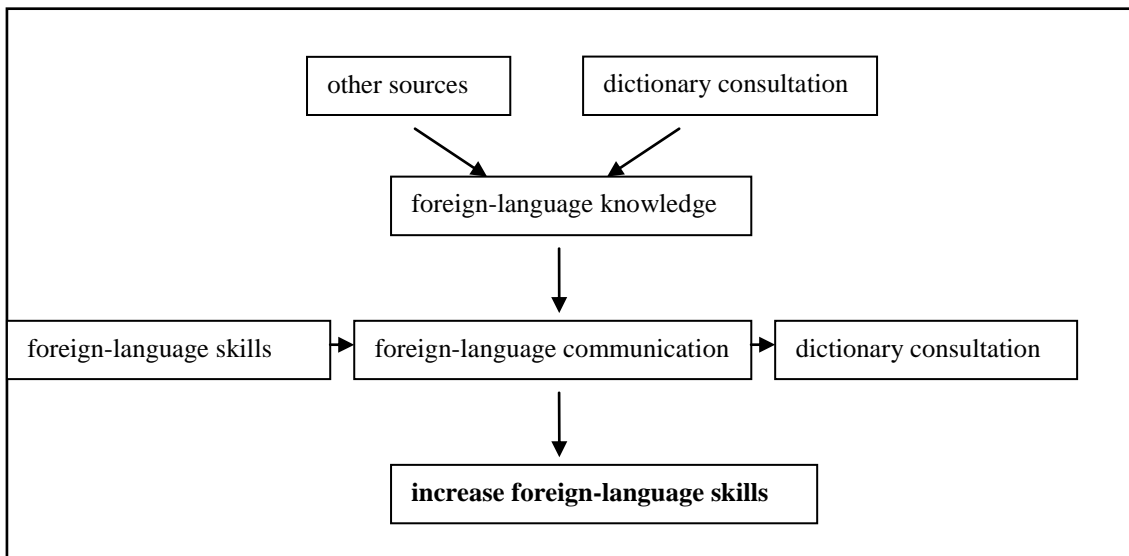 other sources
dictionary consultation
foreign-language knowledge
foreign-language skills
foreign-language communication
dictionary consultation
increase foreign-language skills